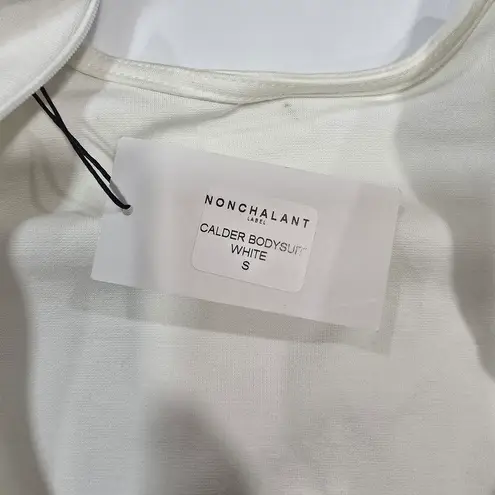 NONCHALANT
LABEL
CALDER BODYSUIT
WHITE
S